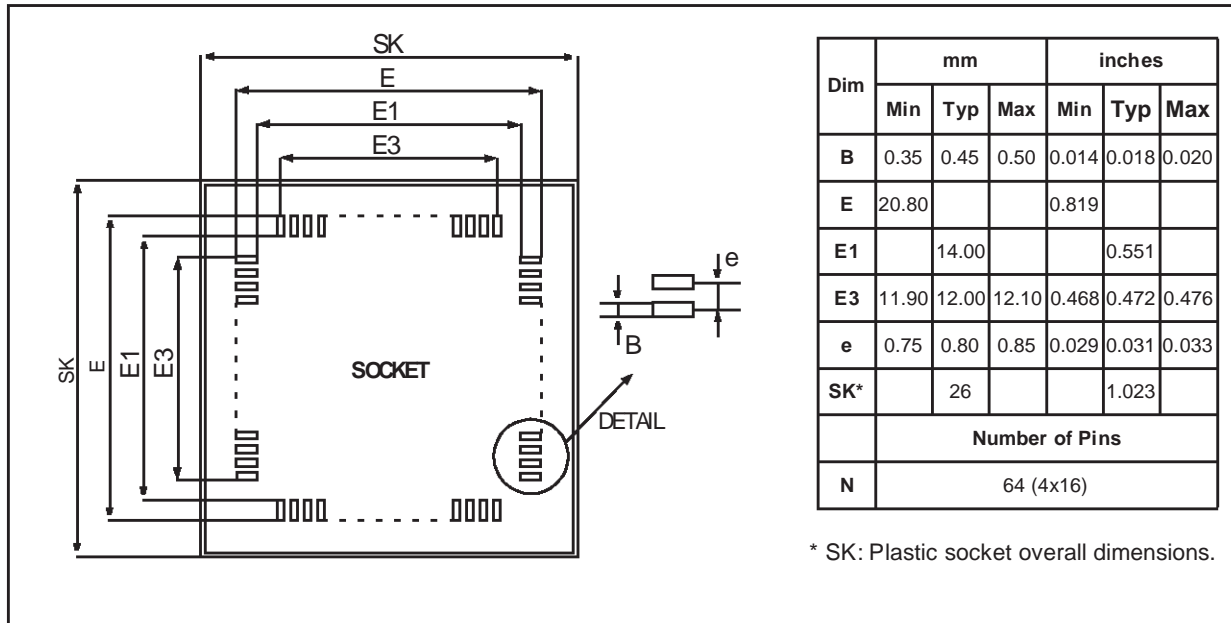 SK
E
E1
E3
SK
E
E1
E3
SOCKET
DETAIL
e
B
Dim mm inches
Min Typ Max Min Typ Max
B 0.35 0.45 0.50 0.014 0.018 0.020
E 20.80 0.819
E1 14.00 0.551
E3 11.90 12.00 12.10 0.468 0.472 0.476
e 0.75 0.80 0.85 0.029 0.031 0.033
SK* 26 1.023
Number of Pins
N 64 (4x16)
* SK: Plastic socket overall dimensions.